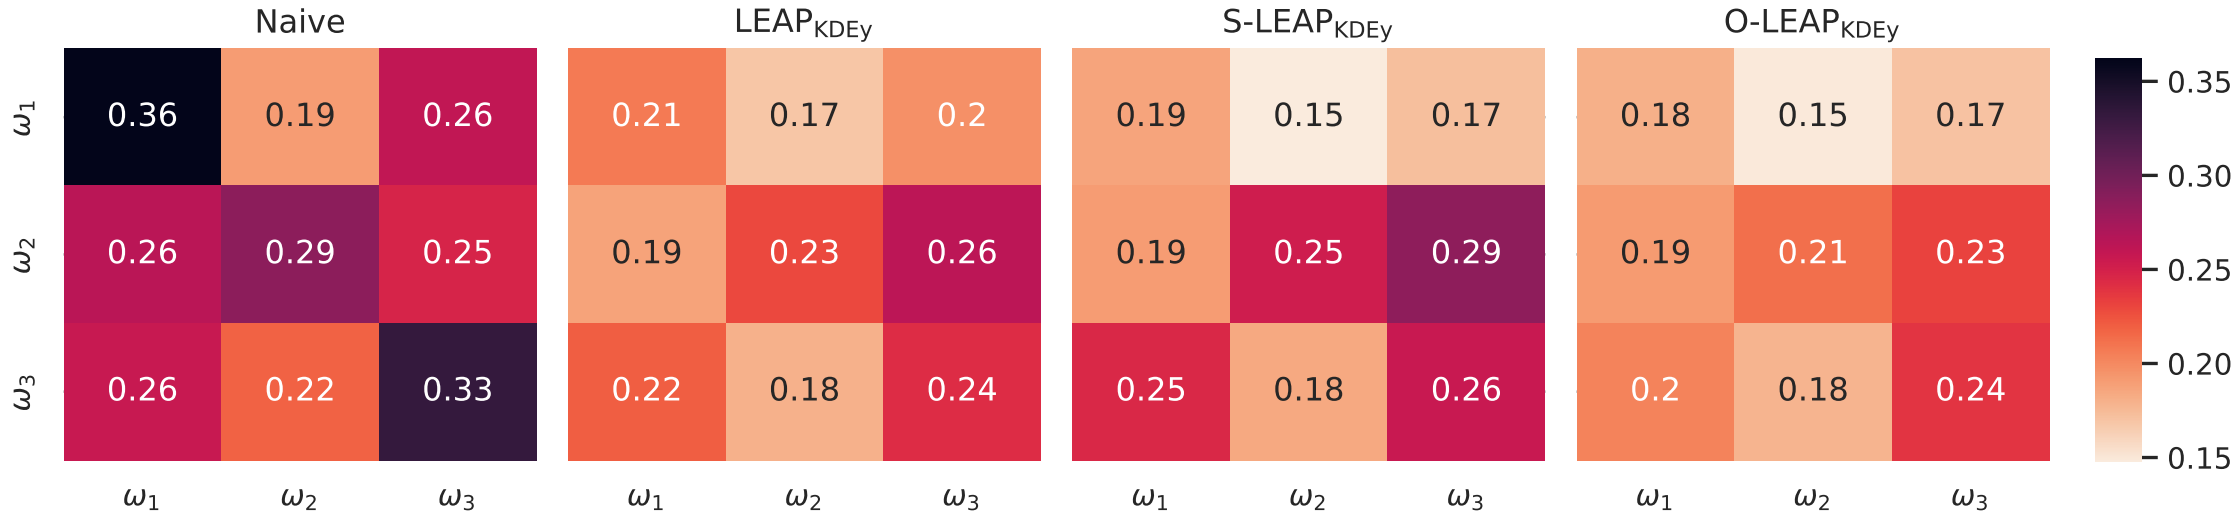 Naive LEAP_KDEy S-LEAP_KDEy O-LEAP_KDEy
ω₁ 0.36 0.19 0.26 0.21 0.17 0.2 0.19 0.15 0.17 0.18 0.15 0.17
ω₂ 0.26 0.29 0.25 0.19 0.23 0.26 0.19 0.25 0.29 0.19 0.21 0.23
ω₃ 0.26 0.22 0.33 0.22 0.18 0.24 0.25 0.18 0.26 0.2 0.18 0.24
ω₁ ω₂ ω₃ ω₁ ω₂ ω₃ ω₁ ω₂ ω₃ ω₁ ω₂ ω₃
0.35
0.30
0.25
0.20
0.15